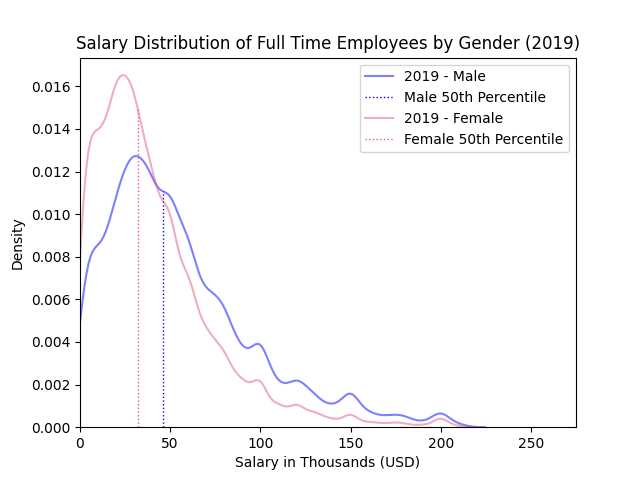 Salary Distribution of Full Time Employees by Gender (2019)
2019 - Male
Male 50th Percentile
2019 - Female
Female 50th Percentile
Density
0.016
0.014
0.012
0.010
0.008
0.006
0.004
0.002
0.000
0 50 100 150 200 250
Salary in Thousands (USD)